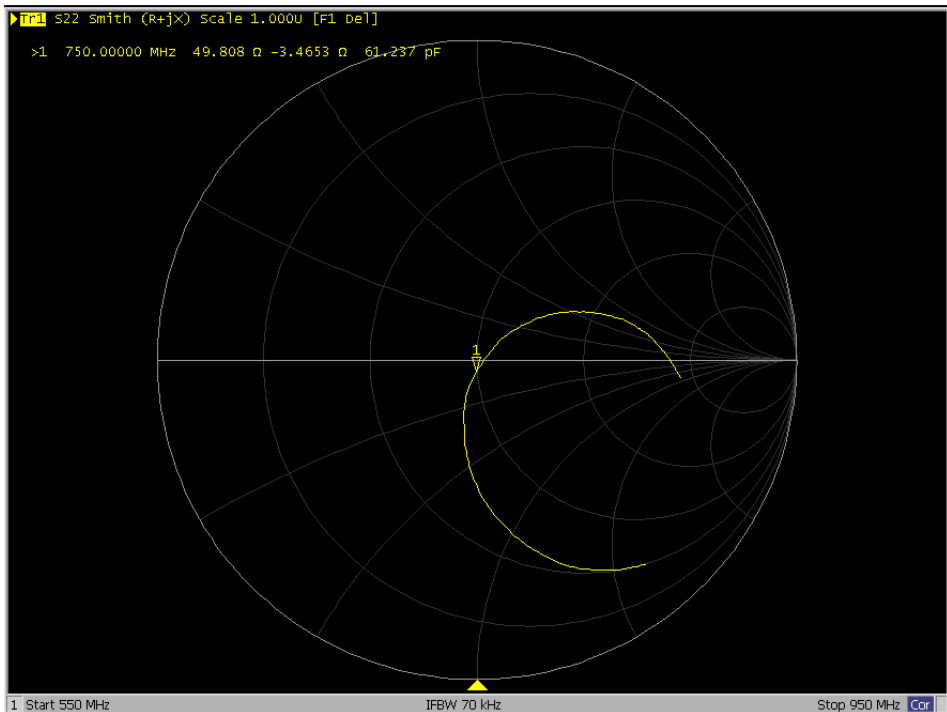 Tr1 S22 Smith (R+jX) Scale 1.000U [F1 Del]
>1 750.00000 MHz 49.808 Ω -3.4653 Ω 61.237 pF
1
1 Start 550 MHz IFBW 70 kHz Stop 950 MHz Cor